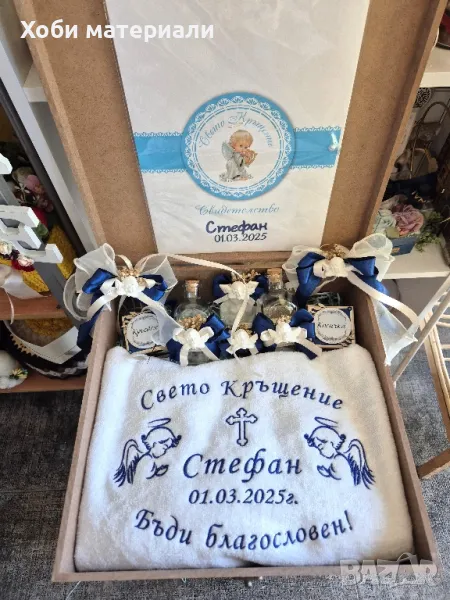 Хоби материали
Свето Кръщение
Свидетелство
Стефан
01.03.2025
Свето Кръщение
Стефан
01.03.2025г.
Бъди благословен!
BAZAR